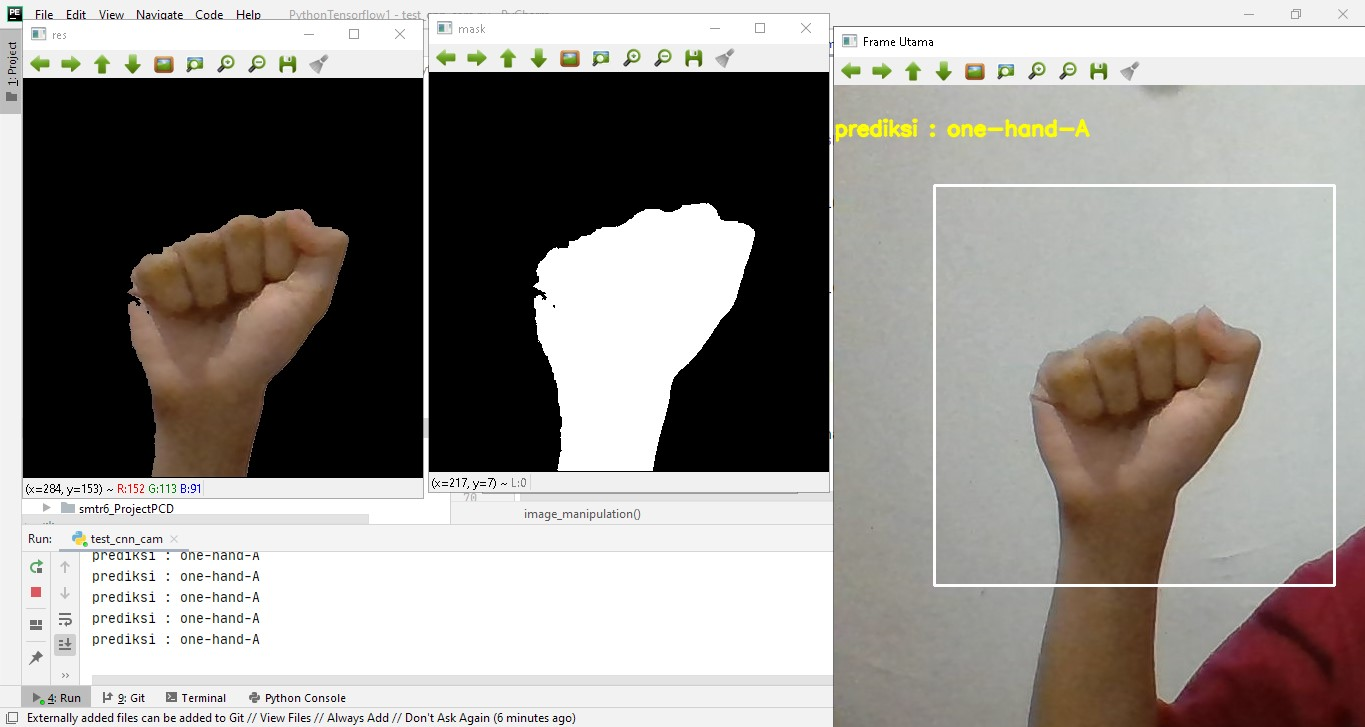 PE File Edit View Navigate Code Help PythonTensorflow1 - test_cnn_cam
res
mask
Frame Utama
1: Project
prediksi : one-hand-A
(x=284, y=153) ~ R:152 G:113 B:91
(x=217, y=7) ~ L:0
70
smtr6_ProjectPCD
image_manipulation()
Run: test_cnn_cam
prediksi : one-hand-A
prediksi : one-hand-A
prediksi : one-hand-A
prediksi : one-hand-A
prediksi : one-hand-A
4: Run 9: Git Terminal Python Console
Externally added files can be added to Git // View Files // Always Add // Don't Ask Again (6 minutes ago)